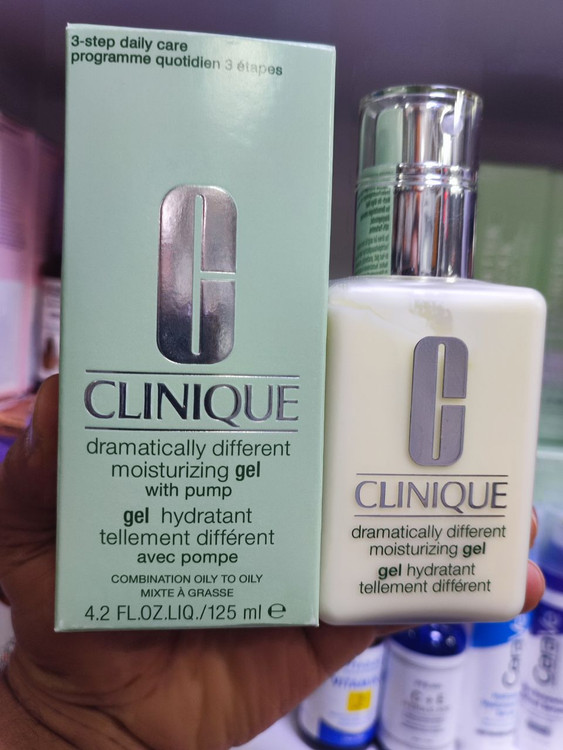 3-step daily care
programme quotidien 3 étapes
C
CLINIQUE
dramatically different
moisturizing gel
with pump
gel hydratant
tellement différent
avec pompe
COMBINATION OILY TO OILY
MIXTE À GRASSE
4.2 FL.OZ.LIQ./125 ml ℮
C
CLINIQUE
dramatically different
moisturizing gel
gel hydratant
tellement différent
C+E
CeraVe
CeraVe